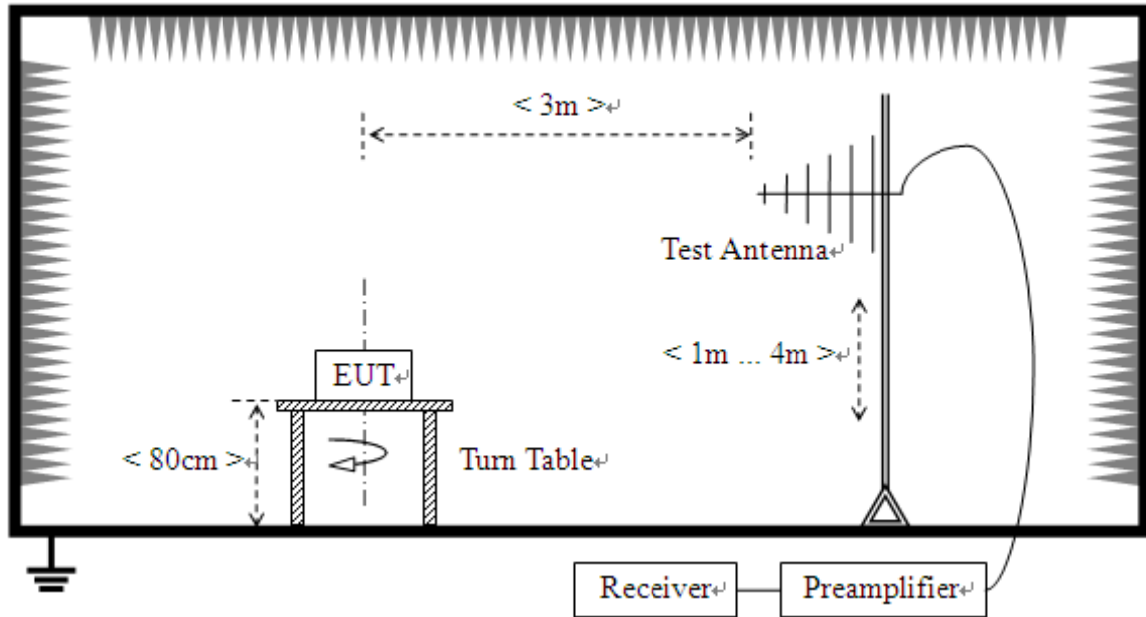 < 3m >↵
Test Antenna↵
< 1m ... 4m >↵
EUT↵
< 80cm >↵
Turn Table↵
Receiver↵
Preamplifier↵